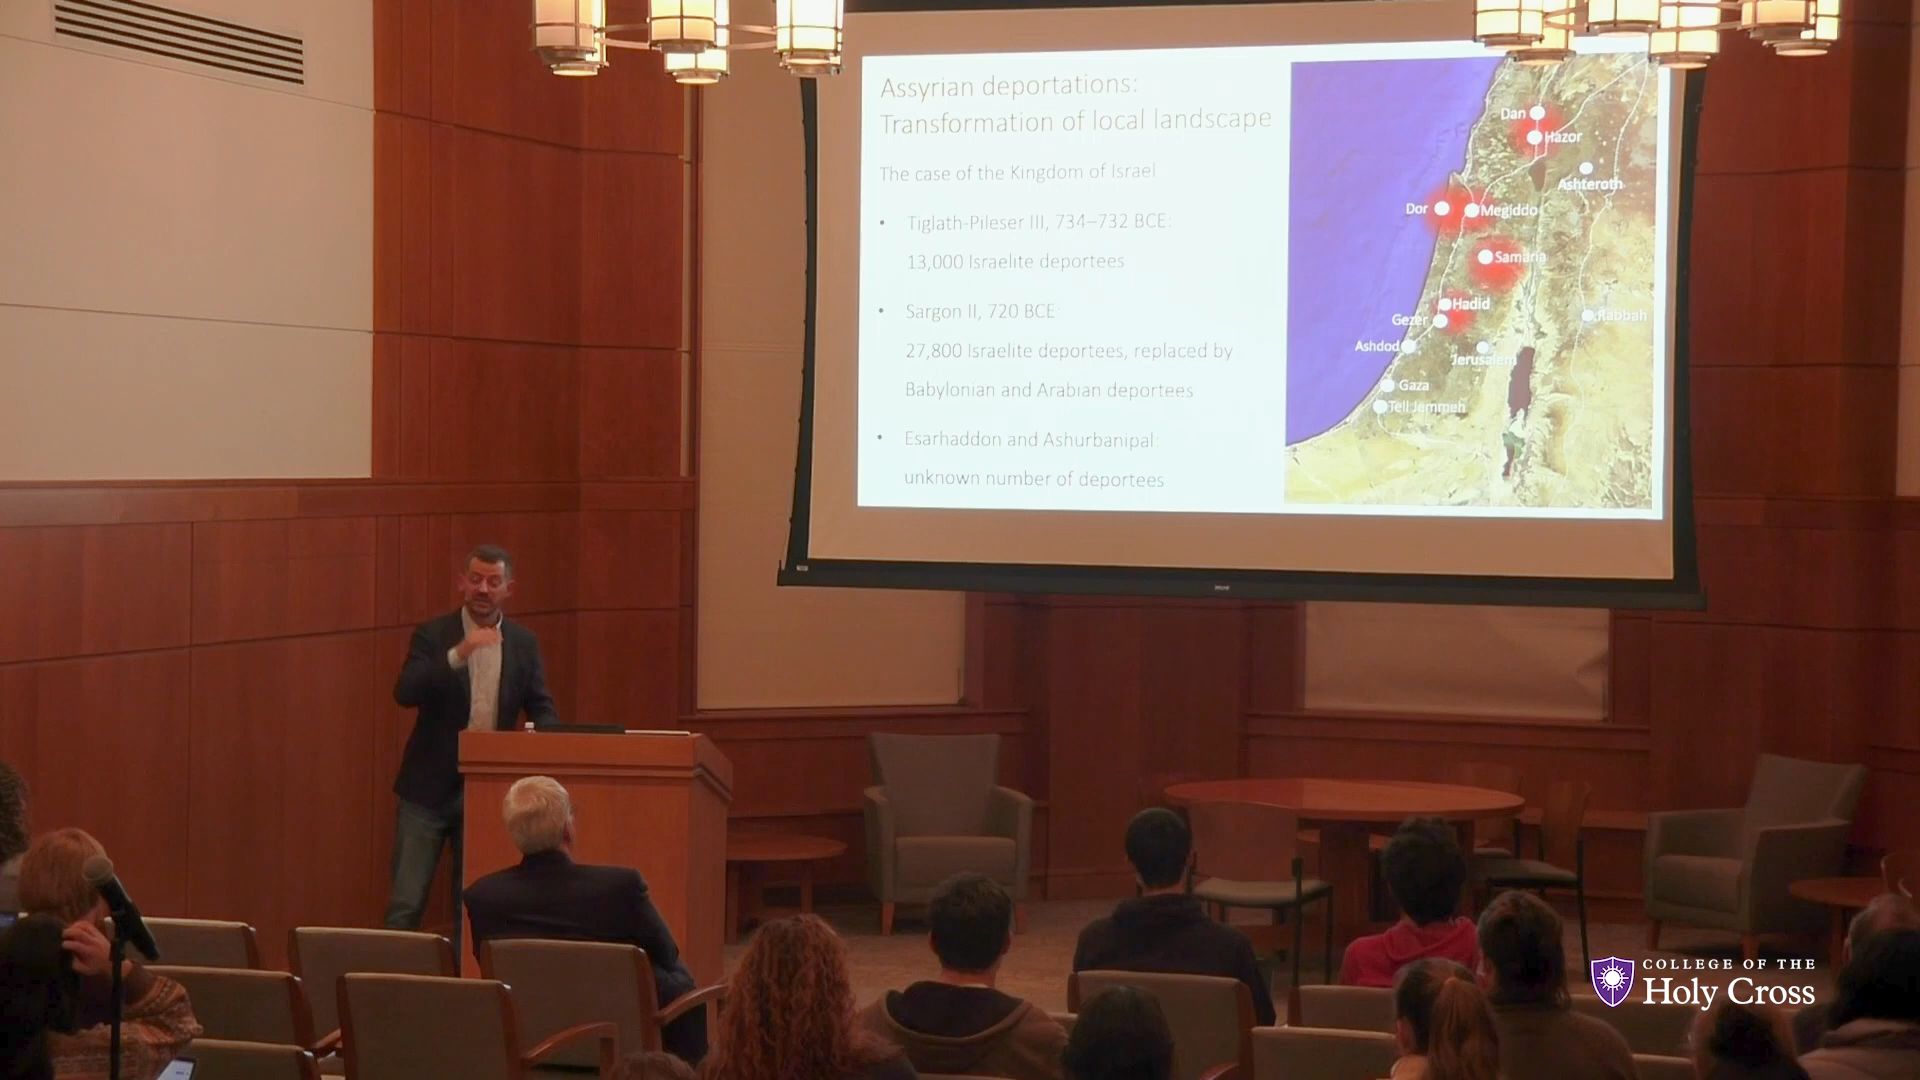 Assyrian deportations:
Transformation of local landscape
The case of the Kingdom of Israel
• Tiglath-Pileser III, 734–732 BCE:
13,000 Israelite deportees
• Sargon II, 720 BCE:
27,800 Israelite deportees, replaced by
Babylonian and Arabian deportees
• Esarhaddon and Ashurbanipal:
unknown number of deportees
Dan
Hazor
Ashteroth
Dor
Megiddo
Samaria
Hadid
Gezer
Rabbah
Ashdod
Jerusalem
Gaza
Tell Jemmeh
COLLEGE OF THE
Holy Cross